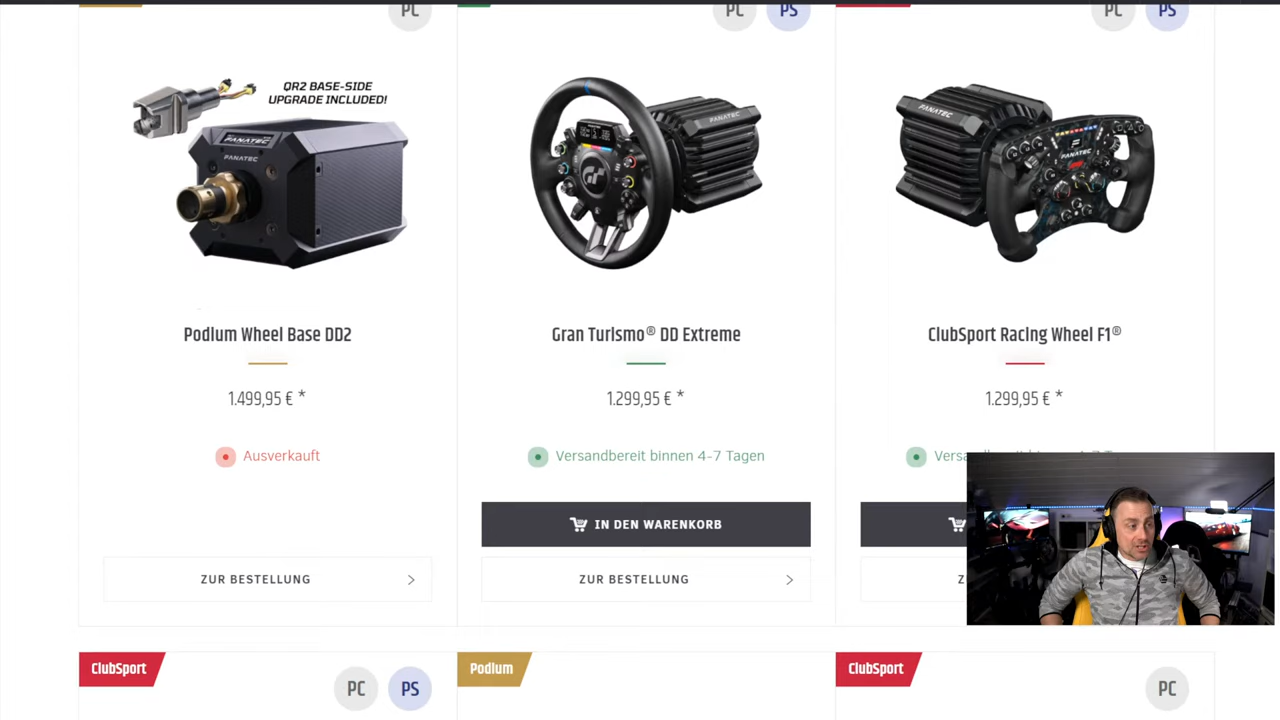 PC
PC
PS
PC
PS
QR2 BASE-SIDE
UPGRADE INCLUDED!
FANATEC
FANATEC
FANATEC
FANATEC
FANATEC
Podium Wheel Base DD2
Gran Turismo® DD Extreme
ClubSport Racing Wheel F1®
1.499,95 € *
1.299,95 € *
1.299,95 € *
Ausverkauft
Versandbereit binnen 4-7 Tagen
IN DEN WARENKORB
ZUR BESTELLUNG
ZUR BESTELLUNG
ClubSport
PC
PS
Podium
ClubSport
PC